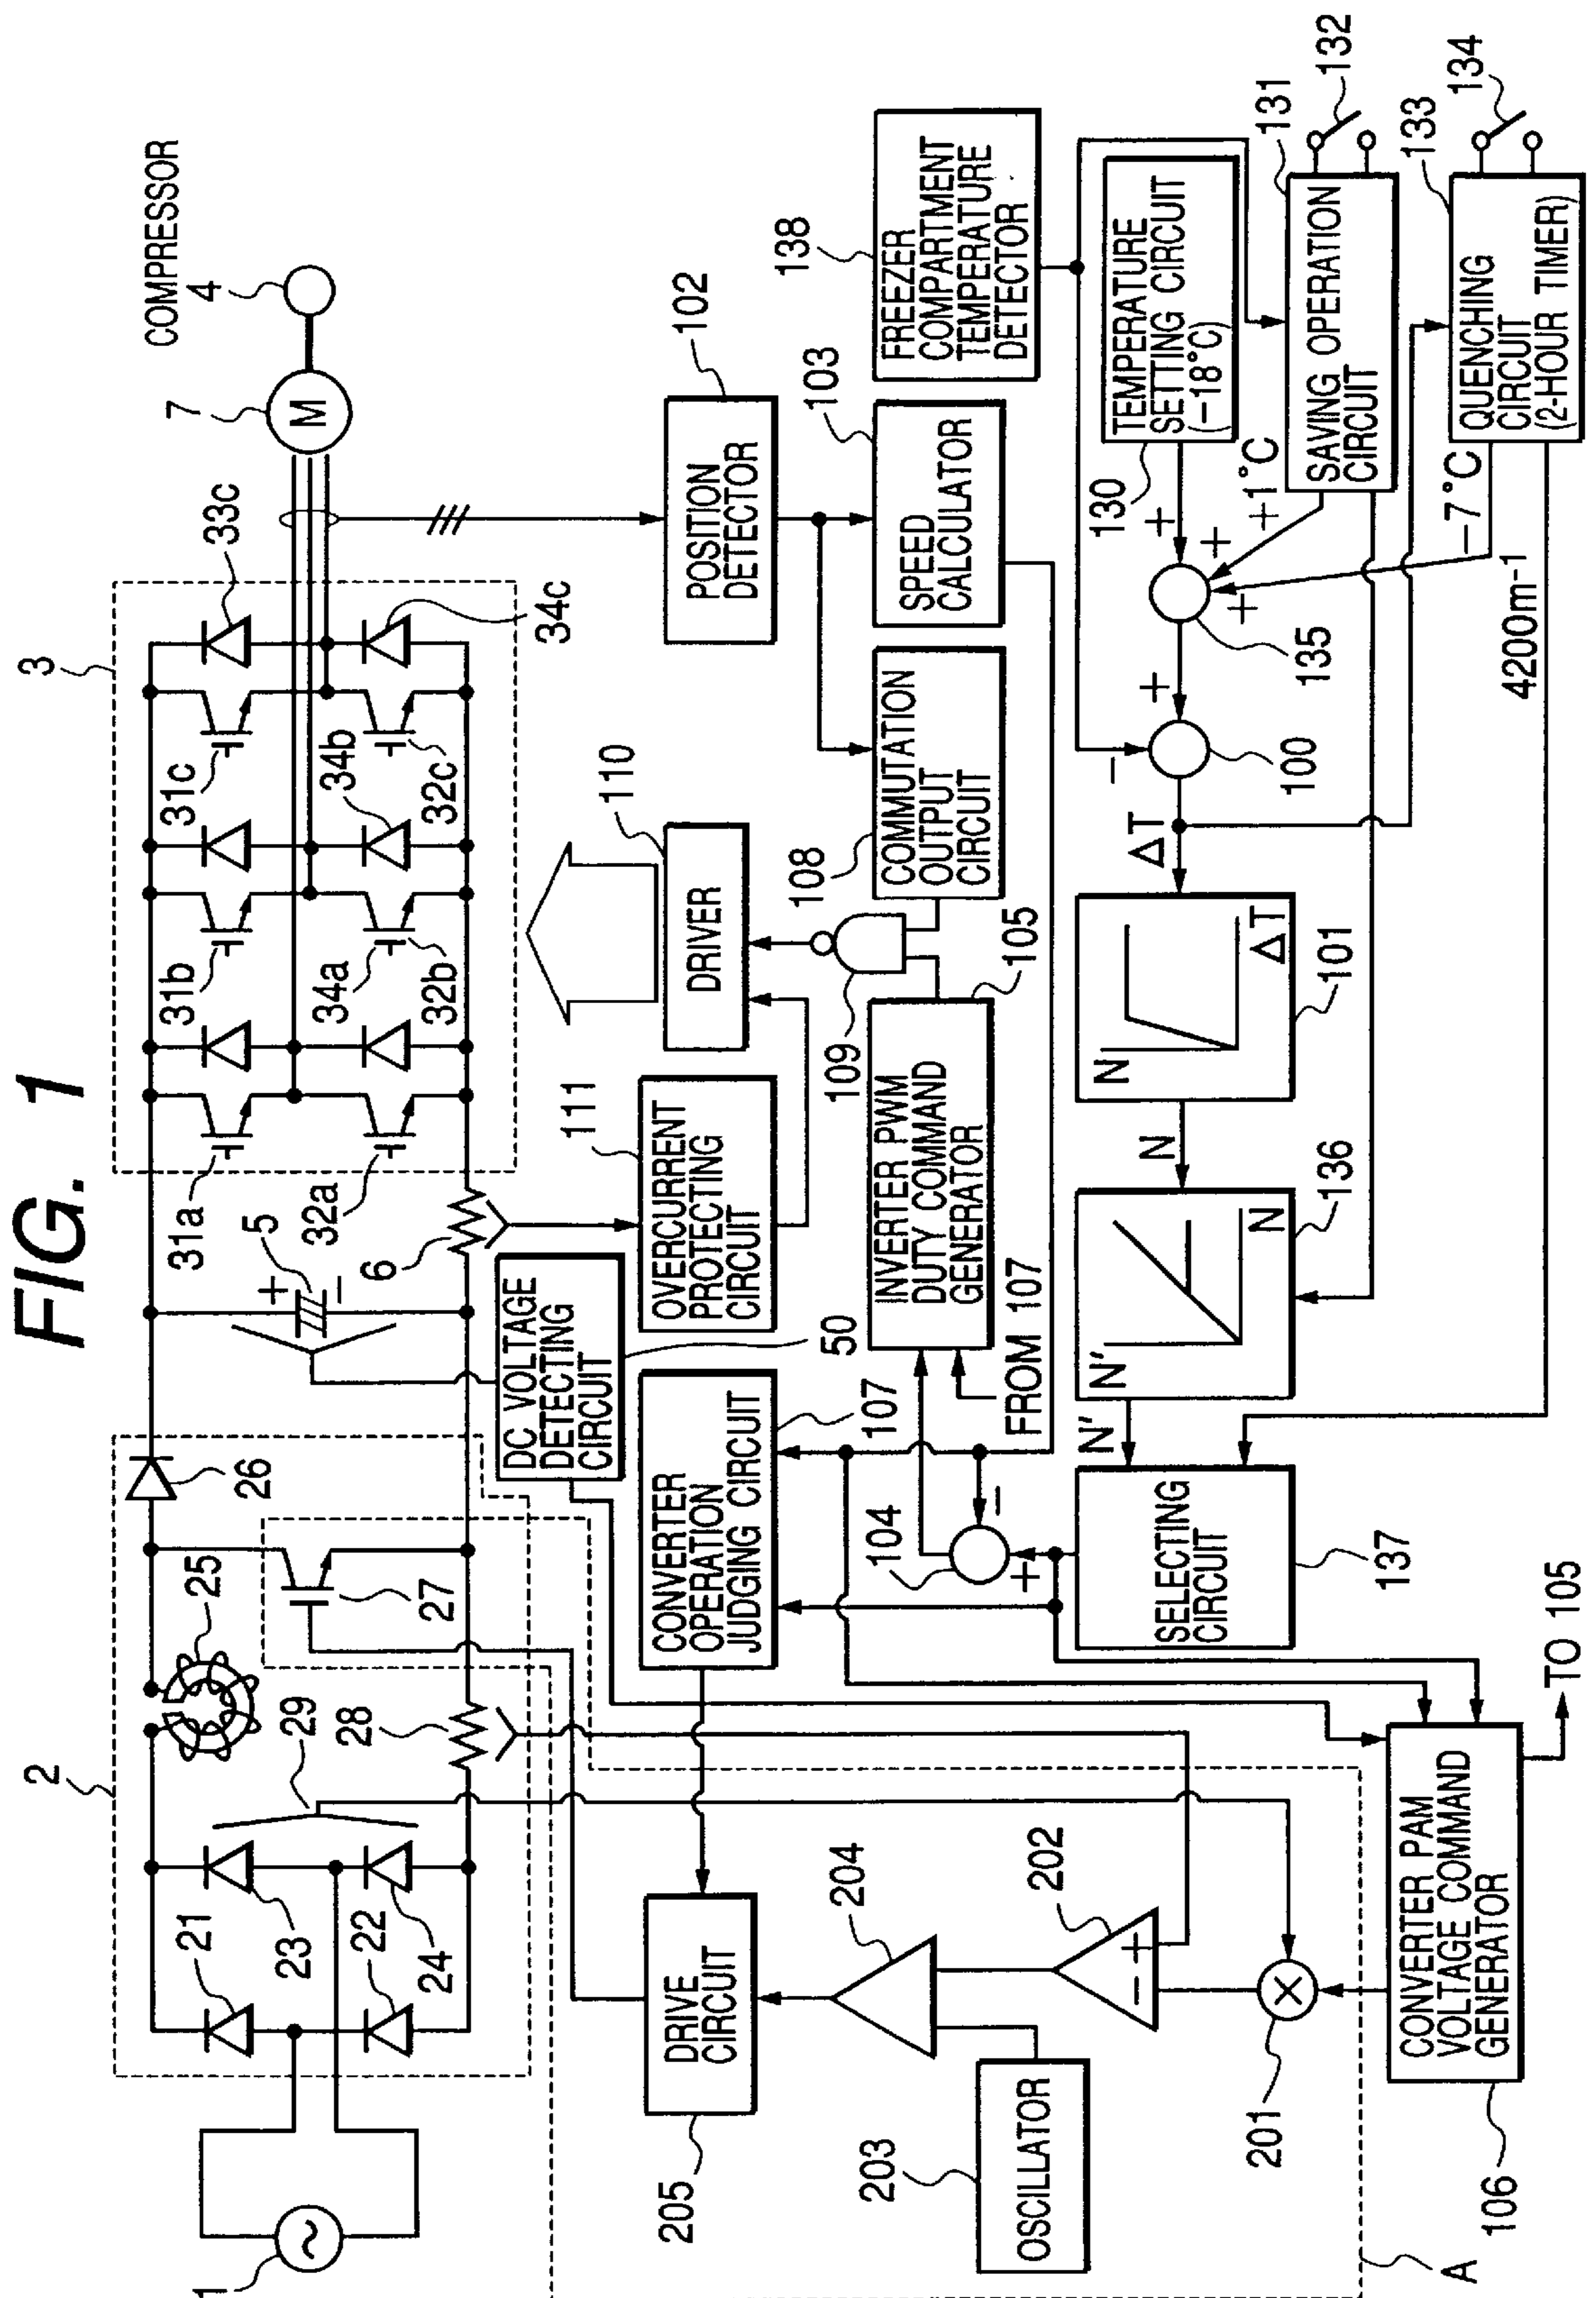 FIG. 1
COMPRESSOR
1
2
3
4
5
6
7
M
21
22
23
24
25
26
27
28
29
31a
31b
31c
32a
32b
32c
33c
34a
34b
34c
+
−
DC VOLTAGE
DETECTING
CIRCUIT
50
OVERCURRENT
PROTECTING
CIRCUIT
111
DRIVER
110
POSITION
DETECTOR
102
SPEED
CALCULATOR
103
COMMUTATION
OUTPUT
CIRCUIT
108
109
INVERTER PWM
DUTY COMMAND
GENERATOR
105
FROM 107
CONVERTER
OPERATION
JUDGING CIRCUIT
107
104
+
−
DRIVE
CIRCUIT
205
204
202
−
+
OSCILLATOR
203
201
A
CONVERTER PAM
VOLTAGE COMMAND
GENERATOR
106
TO 105
SELECTING
CIRCUIT
137
N'
N'
N
136
N
N
ΔT
101
ΔT
100
−
+
135
+
+
+
FREEZER
COMPARTMENT
TEMPERATURE
DETECTOR
138
TEMPERATURE
SETTING CIRCUIT
(−18°C)
130
SAVING OPERATION
CIRCUIT
131
132
+1°C
QUENCHING
CIRCUIT
(2-HOUR TIMER)
133
134
−7°C
4200m-1